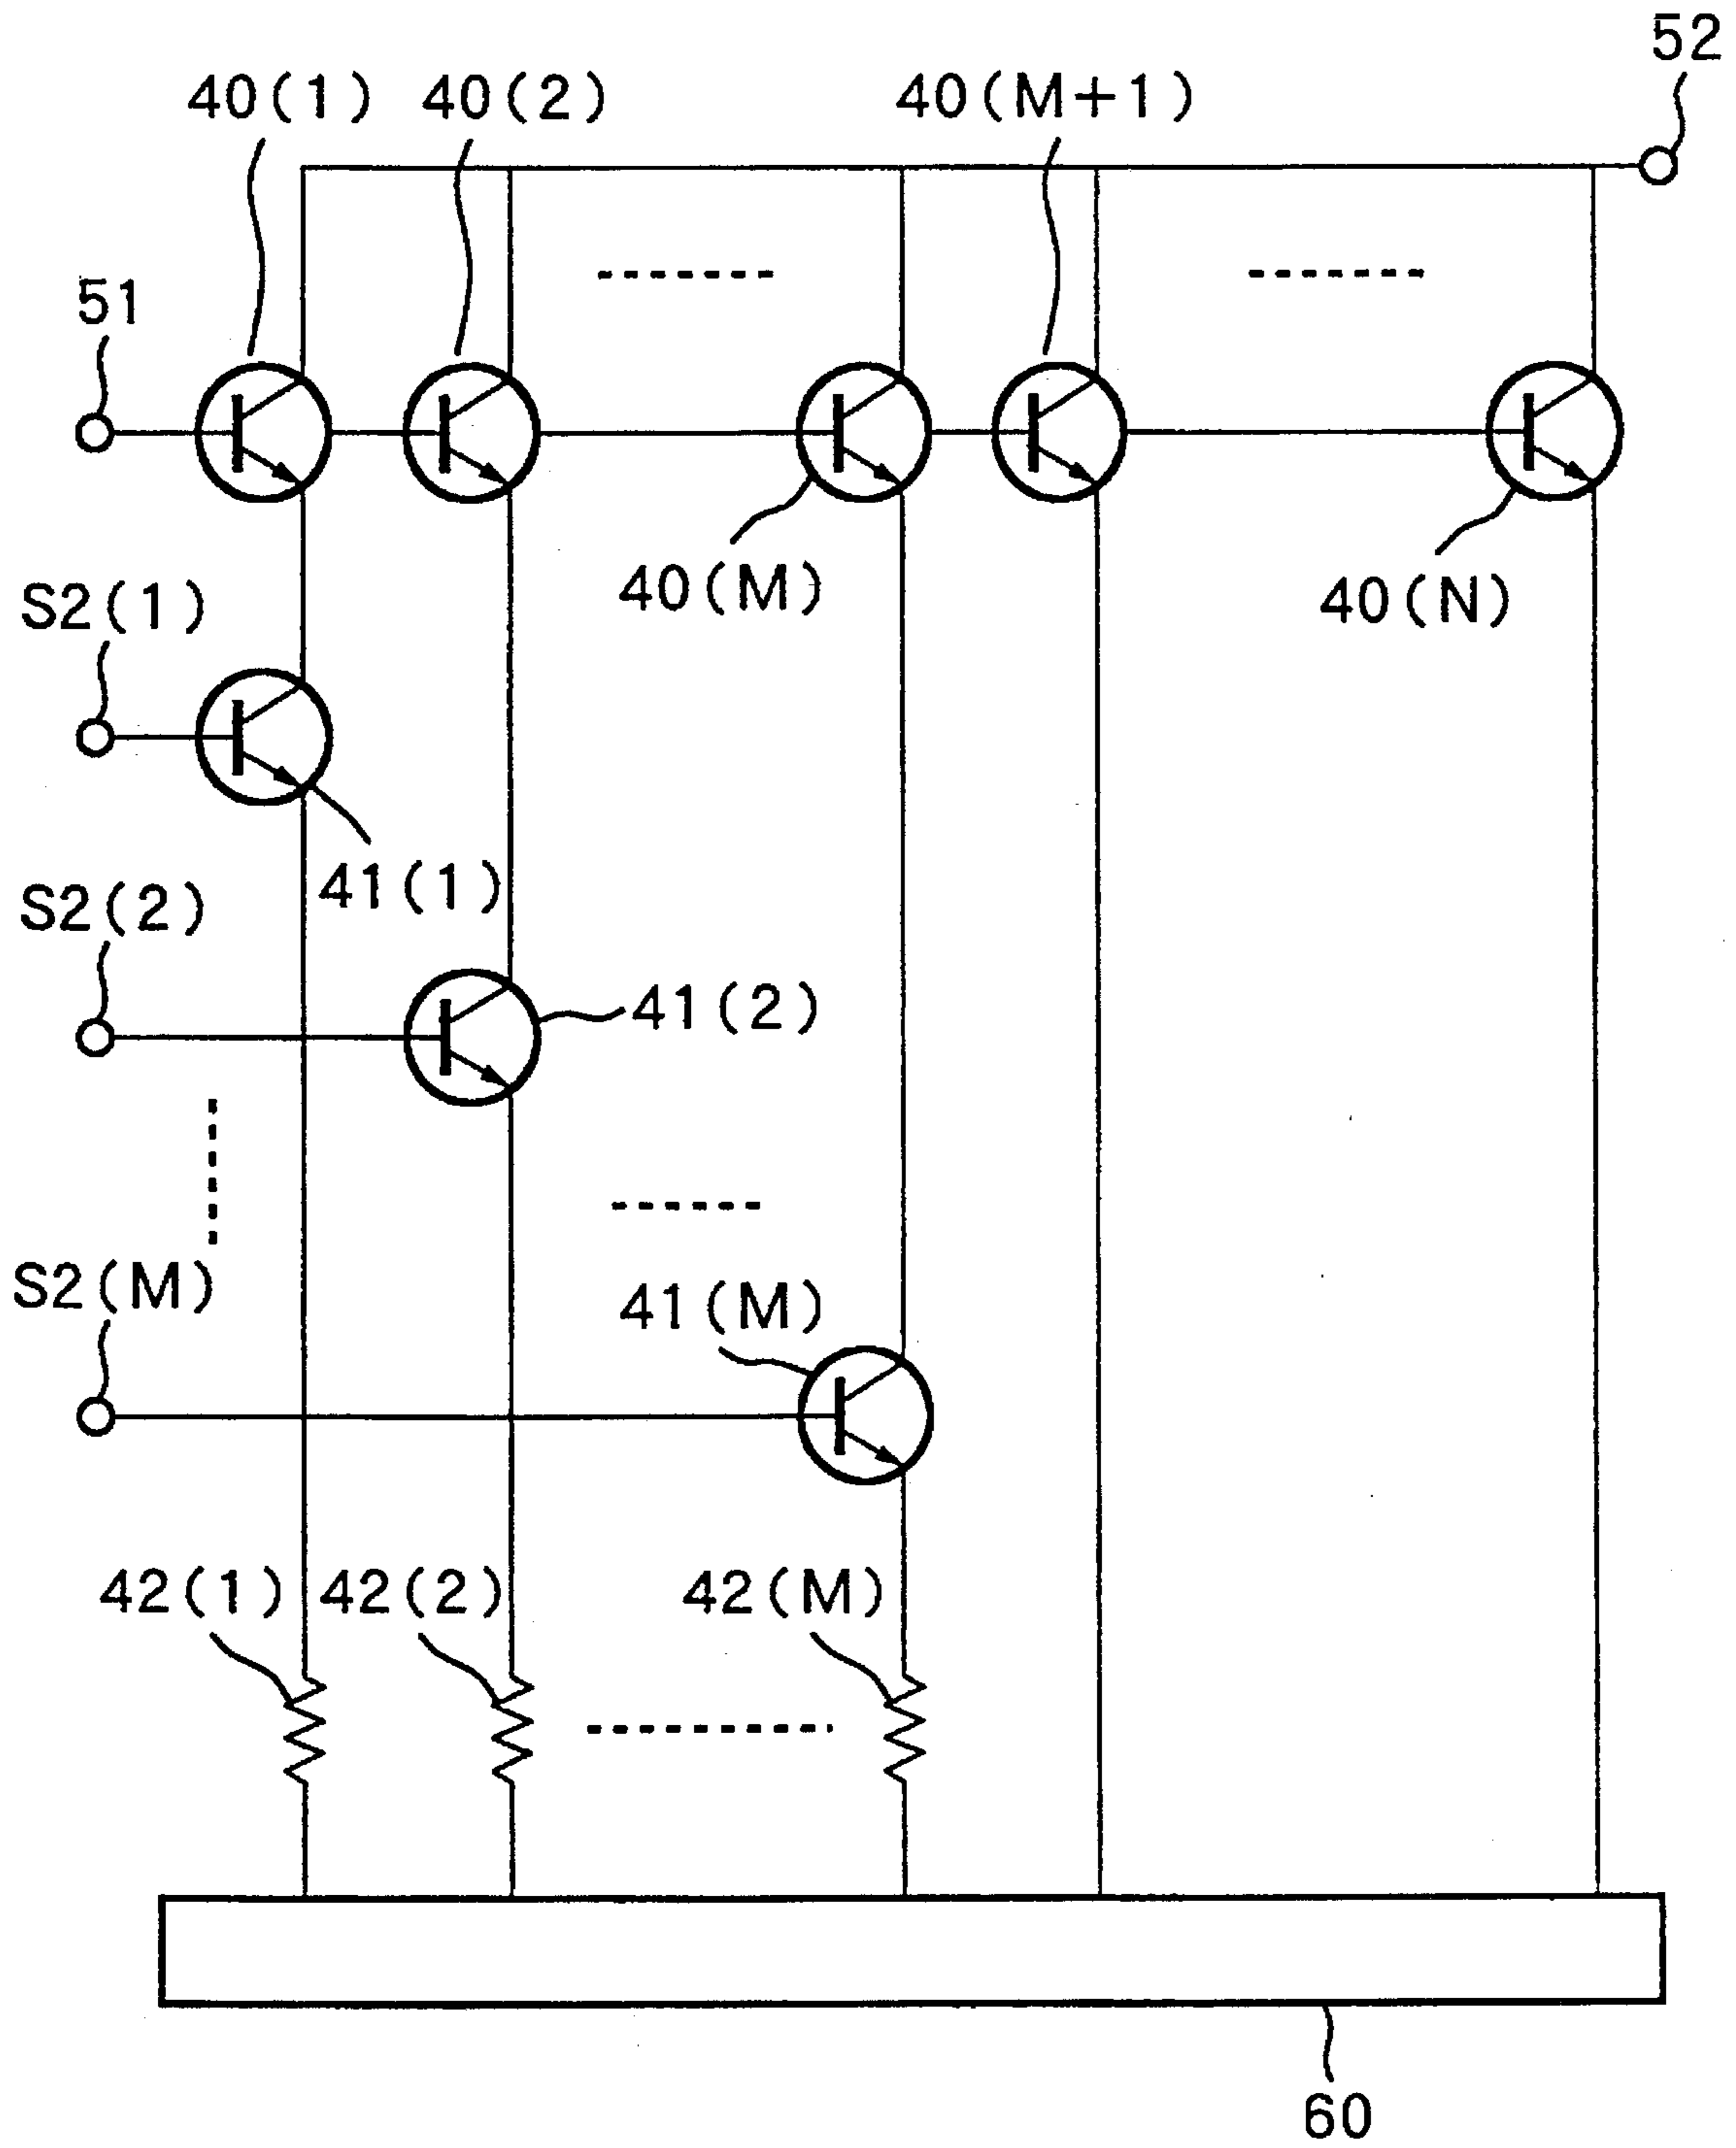 52
40(1) 40(2) 40(M+1)
51
40(M) 40(N)
S2(1)
41(1)
S2(2)
41(2)
S2(M)
41(M)
42(1) 42(2) 42(M)
60